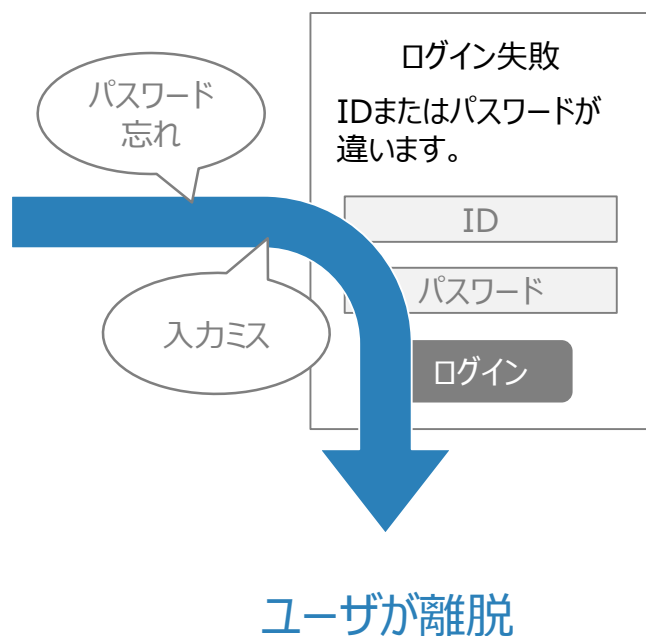 ログイン失敗
パスワード
忘れ
IDまたはパスワードが
違います。
ID
パスワード
入力ミス
ログイン
ユーザが離脱